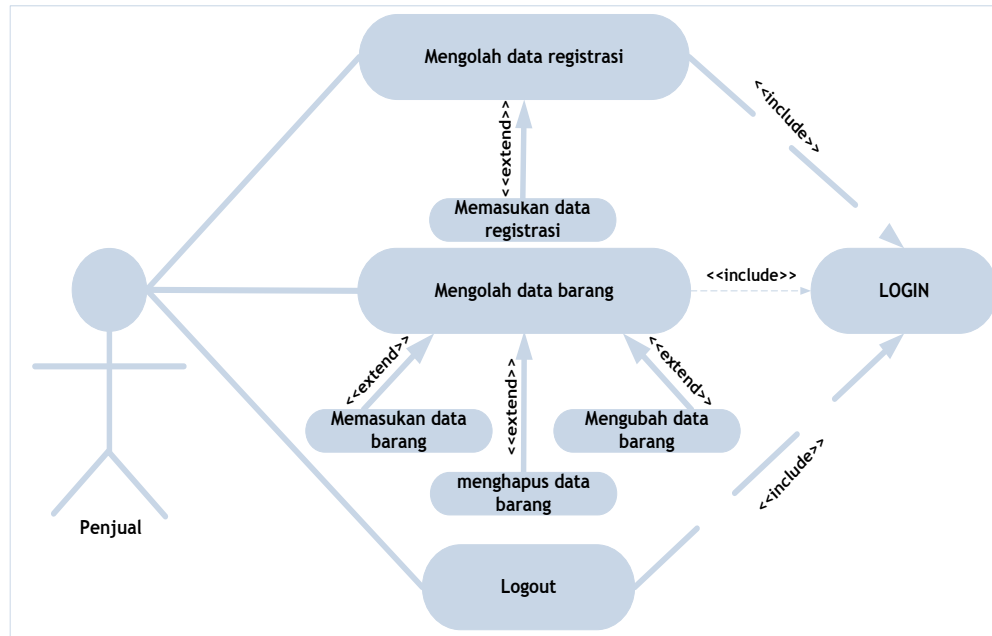 Mengolah data registrasi
<<include>>
<<extend>>
Memasukan data
registrasi
Mengolah data barang
<<include>>
LOGIN
<<extend>>
<<extend>>
<<extend>>
Memasukan data
barang
Mengubah data
barang
menghapus data
barang
<<include>>
Penjual
Logout